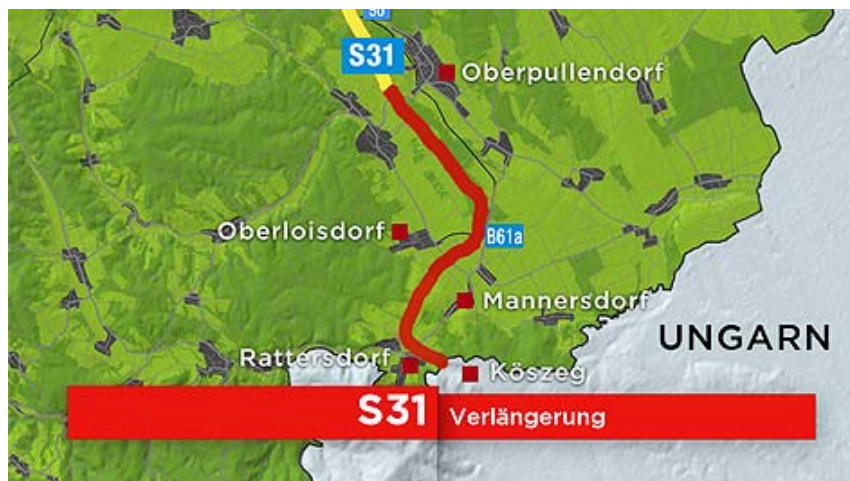 S31
Oberpullendorf
Oberloisdorf
B61a
Mannersdorf
UNGARN
Rattersdorf
Köszeg
S31 Verlängerung